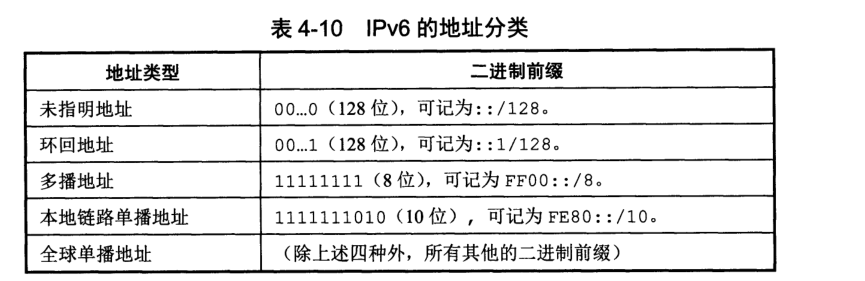 表 4-10 IPv6 的地址分类
地址类型 二进制前缀
未指明地址 00…0（128 位），可记为::/128。
环回地址 00…1（128 位），可记为::1/128。
多播地址 11111111（8 位），可记为 FF00::/8。
本地链路单播地址 1111111010（10 位），可记为 FE80::/10。
全球单播地址 （除上述四种外，所有其他的二进制前缀）